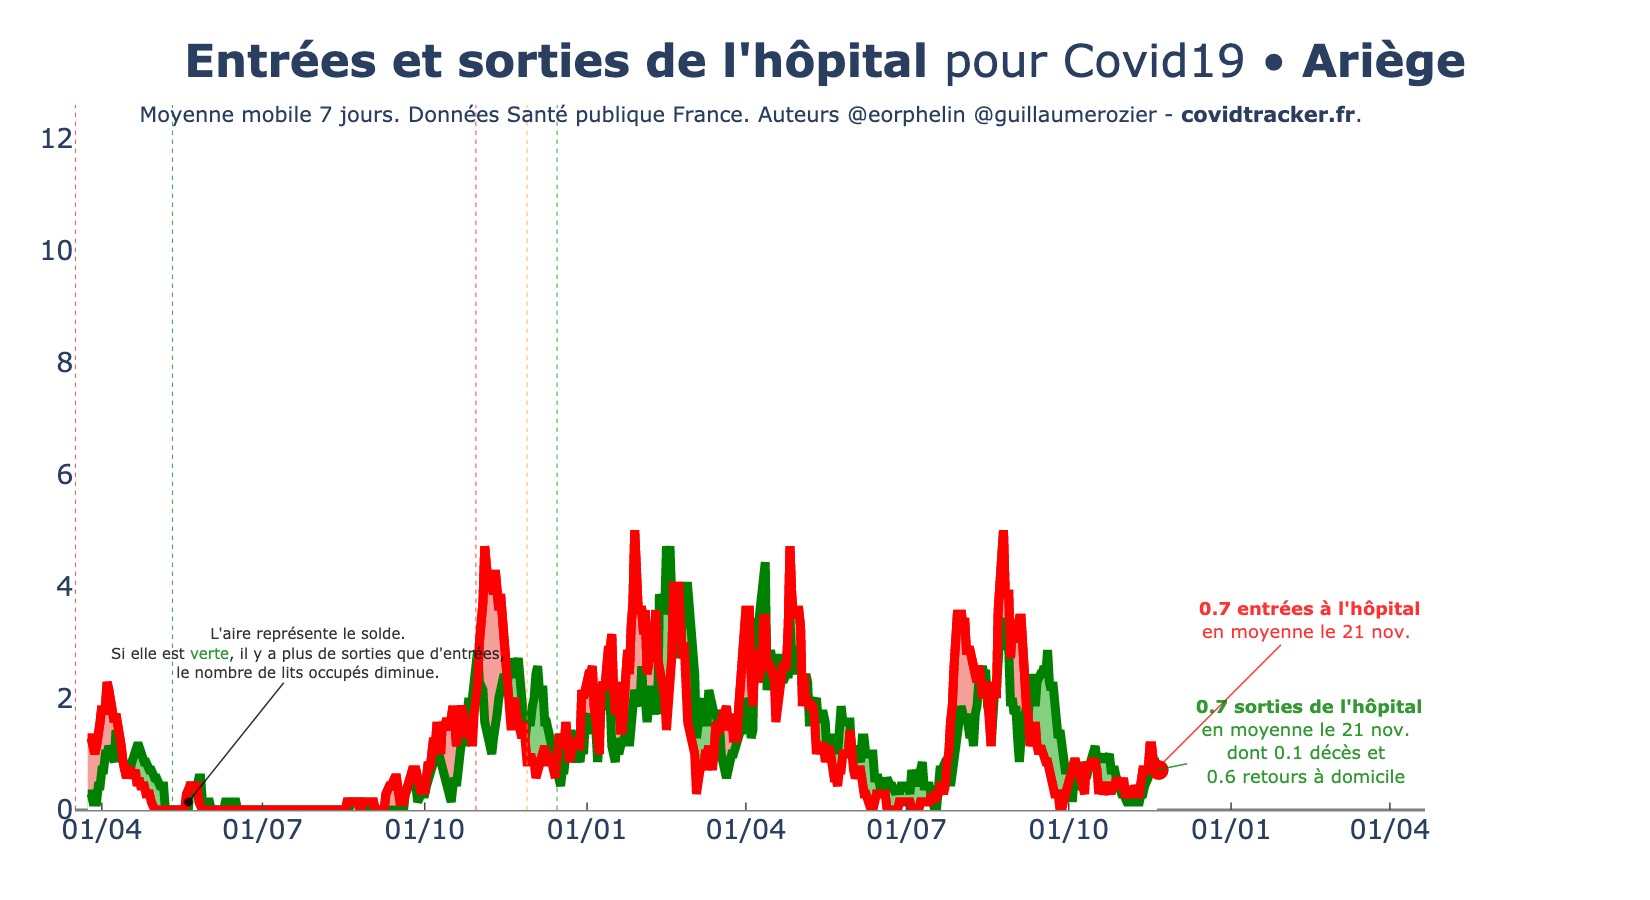 Entrées et sorties de l'hôpital pour Covid19 • Ariège
Moyenne mobile 7 jours. Données Santé publique France. Auteurs @eorphelin @guillaumerozier - covidtracker.fr.
12
10
8
6
4
2
0
L'aire représente le solde.
Si elle est verte, il y a plus de sorties que d'entrées,
le nombre de lits occupés diminue.
0.7 entrées à l'hôpital
en moyenne le 21 nov.
0.7 sorties de l'hôpital
en moyenne le 21 nov.
dont 0.1 décès et
0.6 retours à domicile
01/04 01/07 01/10 01/01 01/04 01/07 01/10 01/01 01/04